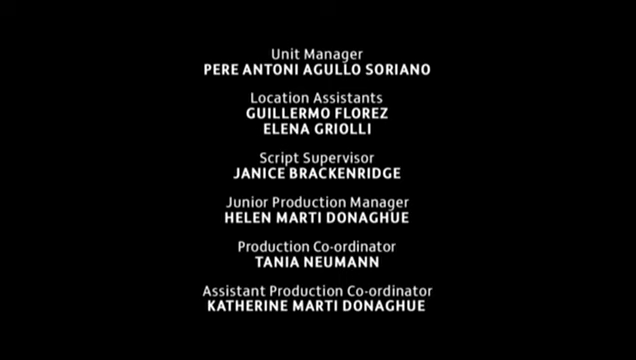 Unit Manager
PERE ANTONI AGULLO SORIANO
Location Assistants
GUILLERMO FLOREZ
ELENA GRIOLLI
Script Supervisor
JANICE BRACKENRIDGE
Junior Production Manager
HELEN MARTI DONAGHUE
Production Co-ordinator
TANIA NEUMANN
Assistant Production Co-ordinator
KATHERINE MARTI DONAGHUE